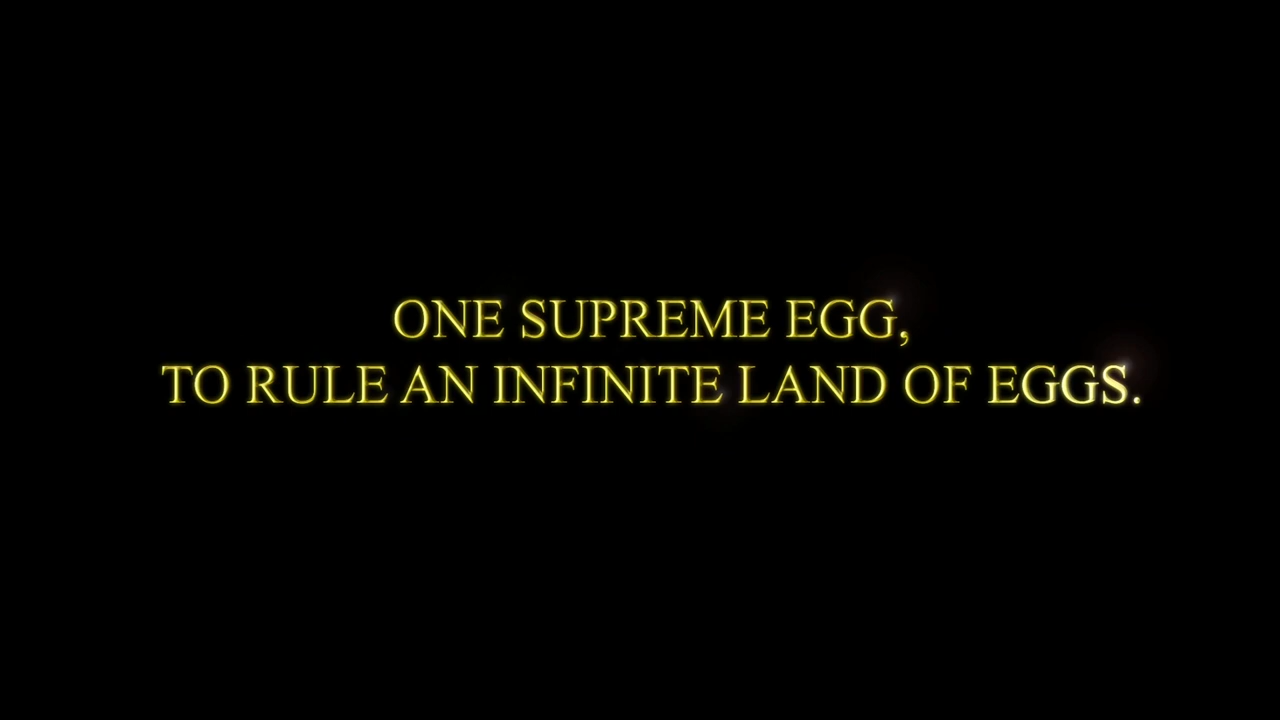 ONE SUPREME EGG,
TO RULE AN INFINITE LAND OF EGGS.